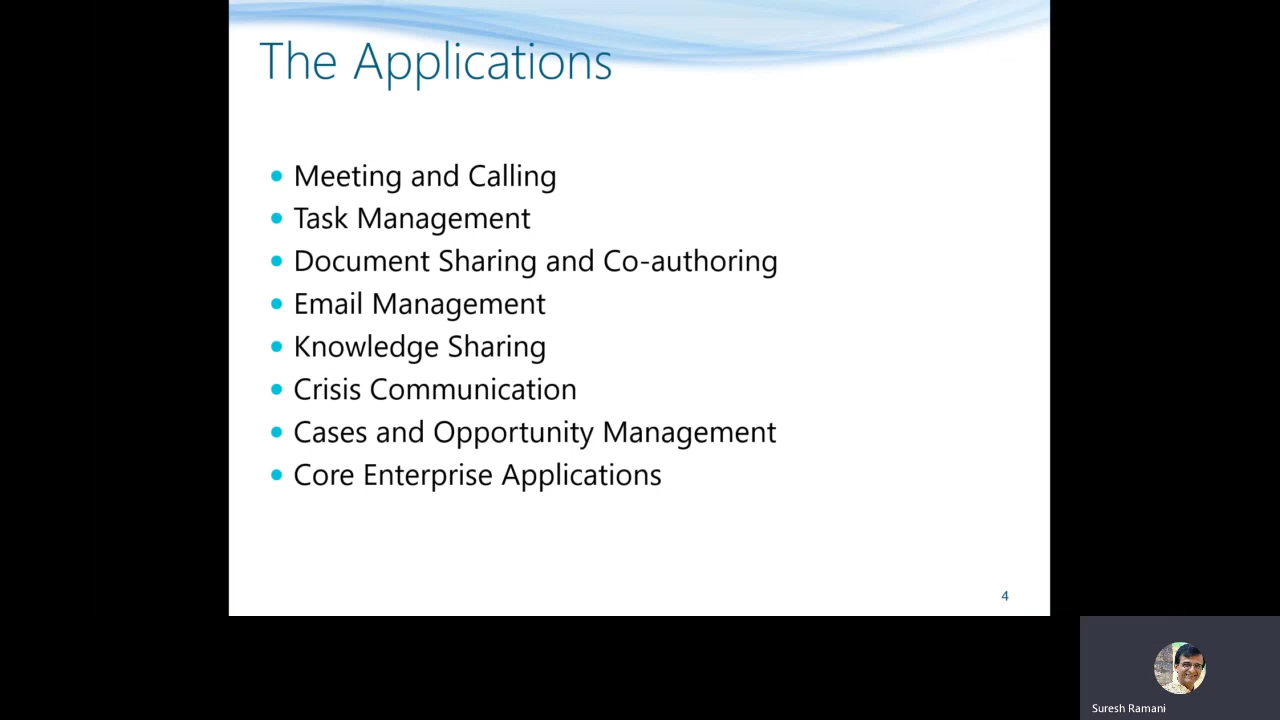 The Applications
Meeting and Calling
Task Management
Document Sharing and Co-authoring
Email Management
Knowledge Sharing
Crisis Communication
Cases and Opportunity Management
Core Enterprise Applications
4
Suresh Ramani